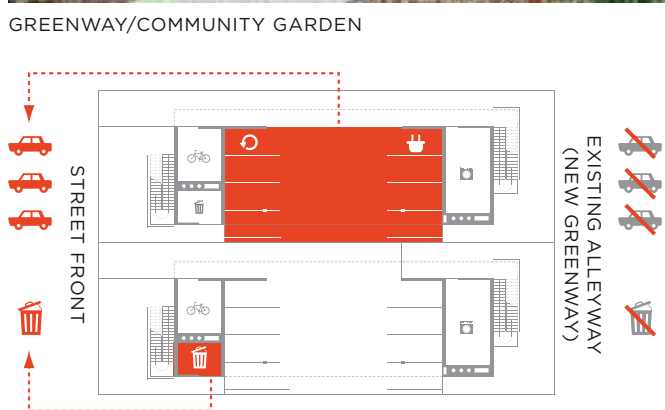 GREENWAY/COMMUNITY GARDEN
STREET FRONT
EXISTING ALLEYWAY
(NEW GREENWAY)